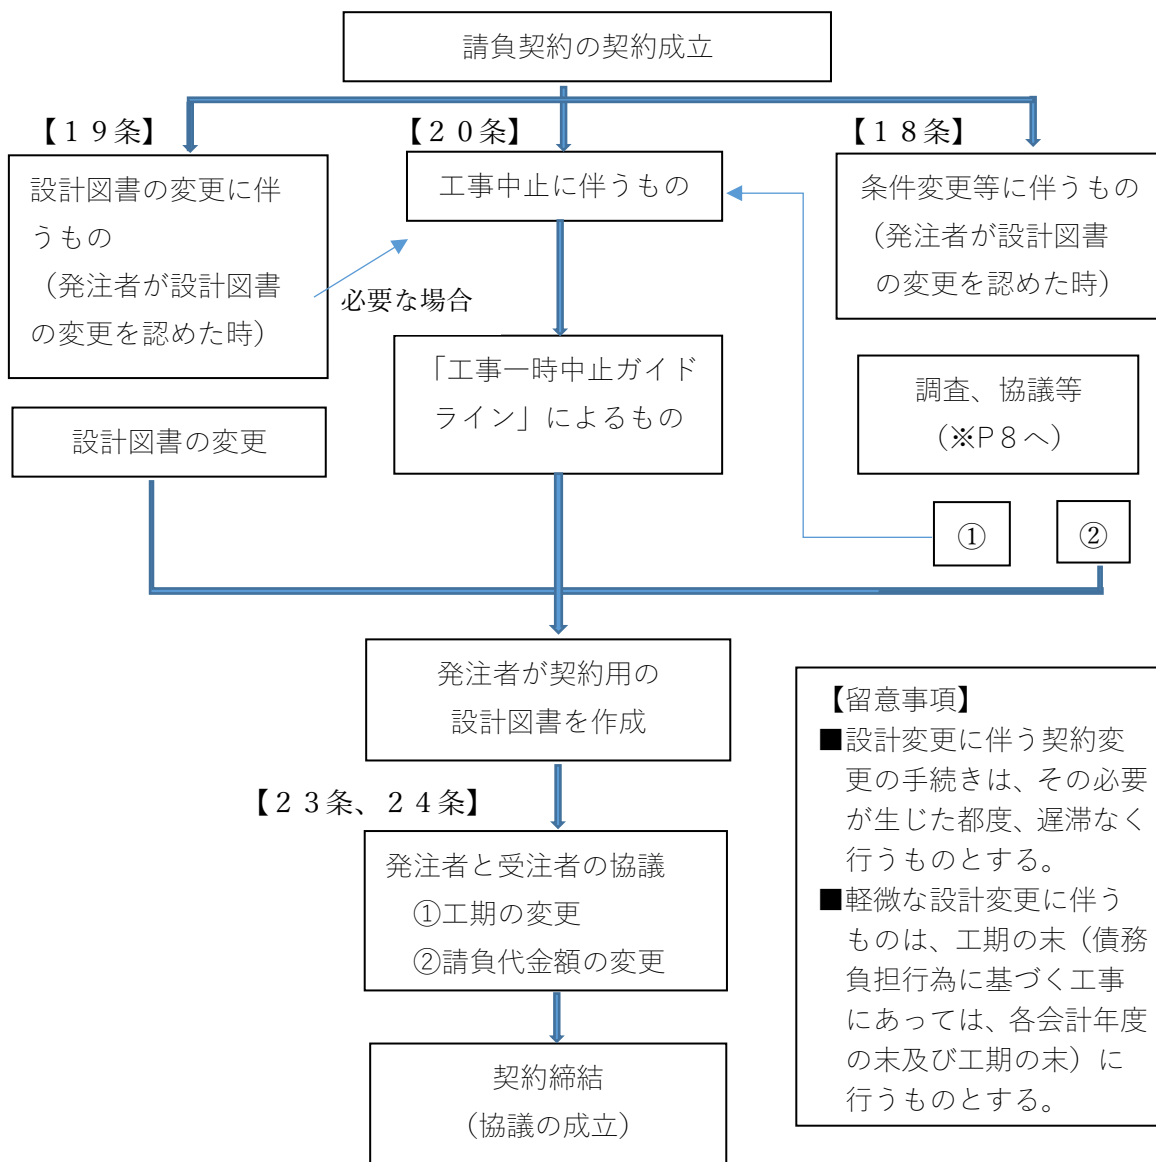 請負契約の契約成立
【１９条】
【２０条】
【１８条】
設計図書の変更に伴
うもの
（発注者が設計図書
の変更を認めた時）
工事中止に伴うもの
条件変更等に伴うもの
（発注者が設計図書
の変更を認めた時）
必要な場合
「工事一時中止ガイド
ライン」によるもの
調査、協議等
（※P８へ）
設計図書の変更
①
②
発注者が契約用の
設計図書を作成
【２３条、２４条】
発注者と受注者の協議
①工期の変更
②請負代金額の変更
契約締結
（協議の成立）
【留意事項】
■設計変更に伴う契約変
更の手続きは、その必要
が生じた都度、遅滞なく
行うものとする。
■軽微な設計変更に伴う
ものは、工期の末（債務
負担行為に基づく工事
にあっては、各会計年度
の末及び工期の末）に
行うものとする。